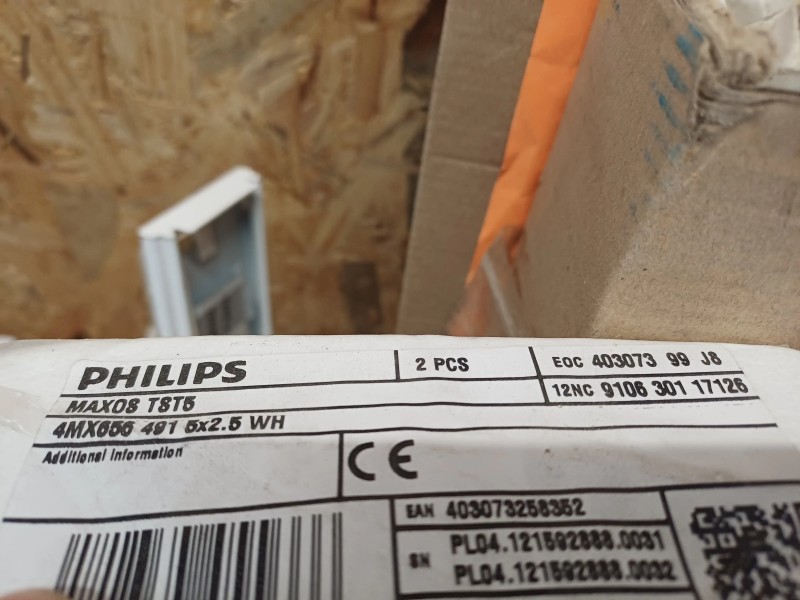 PHILIPS
2 PCS
EOC 403073 99 J8
12NC 9106 301 17126
MAXOS TST5
4MX656 491 5x2.5 WH
Additional information
CE
EAN 403073258352
SN PL04.121592888.0031
PL04.121592888.0032